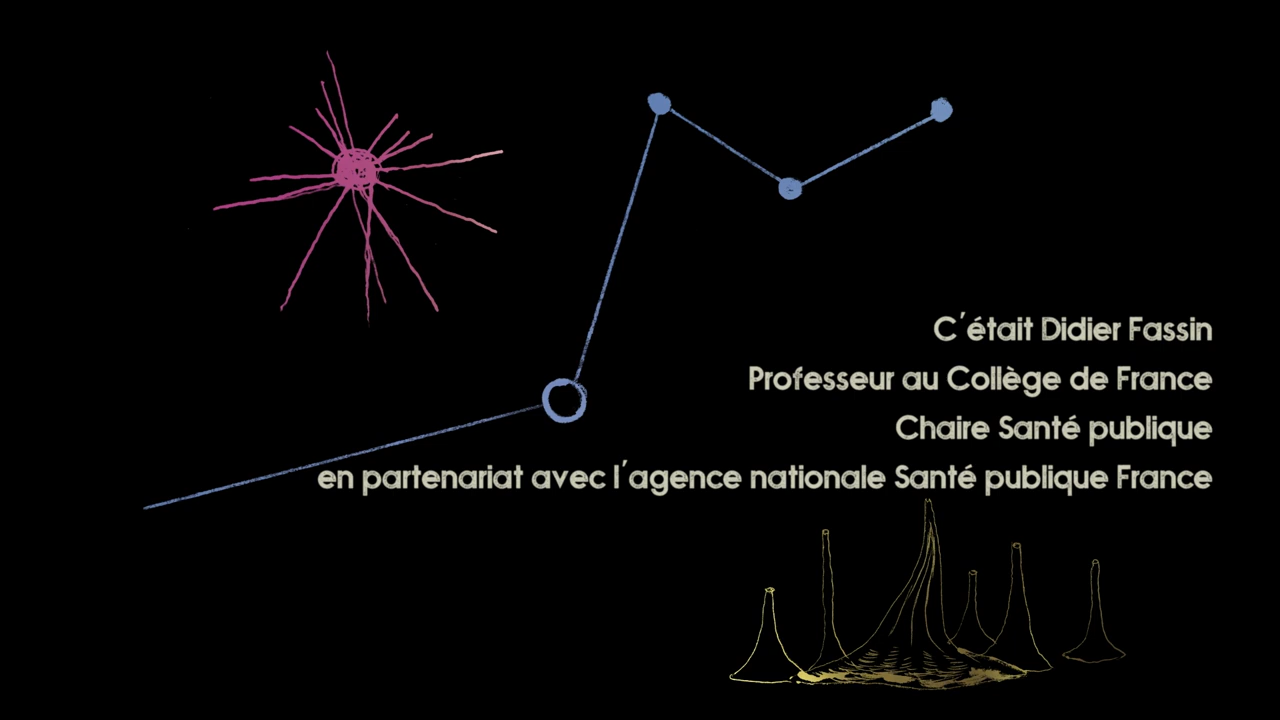 C'était Didier Fassin
Professeur au Collège de France
Chaire Santé publique
en partenariat avec l'agence nationale Santé publique France